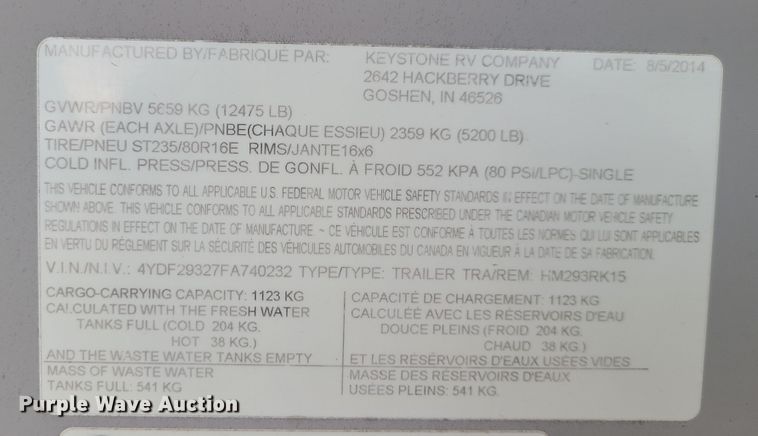 MANUFACTURED BY/FABRIQUE PAR: KEYSTONE RV COMPANY DATE: 8/5/2014
2642 HACKBERRY DRIVE
GOSHEN, IN 46526
GVWR/PNBV 5659 KG (12475 LB)
GAWR (EACH AXLE)/PNBE(CHAQUE ESSIEU) 2359 KG (5200 LB)
TIRE/PNEU ST235/80R16E RIMS/JANTE16x6
COLD INFL. PRESS/PRESS. DE GONFL. À FROID 552 KPA (80 PSI/LPC)-SINGLE
THIS VEHICLE CONFORMS TO ALL APPLICABLE U.S. FEDERAL MOTOR VEHICLE SAFETY STANDARDS IN EFFECT ON THE DATE OF MANUFACTURE
SHOWN ABOVE. THIS VEHICLE CONFORMS TO ALL APPLICABLE STANDARDS PRESCRIBED UNDER THE CANADIAN MOTOR VEHICLE SAFETY
REGULATIONS IN EFFECT ON THE DATE OF MANUFACTURE ~ CE VÉHICULE EST CONFORME À TOUTES LES NORMES QUI LUI SONT APPLICABLES
EN VERTU DU RÉGLEMENT SUR LA SÉCURITÉ DES VÉHICULES AUTOMOBILES DU CANADA EN VIGUEUR À LA DATE DE SA FABRICATION.
V.I.N./N.I.V.: 4YDF29327FA740232 TYPE/TYPE: TRAILER TRA/REM: HM293RK15
CARGO-CARRYING CAPACITY: 1123 KG
CALCULATED WITH THE FRESH WATER
TANKS FULL (COLD 204 KG.
HOT 38 KG.)
AND THE WASTE WATER TANKS EMPTY
MASS OF WASTE WATER
TANKS FULL: 541 KG
CAPACITÉ DE CHARGEMENT: 1123 KG
CALCULÉE AVEC LES RÉSERVOIRS D'EAU
DOUCE PLEINS (FROID 204 KG.
CHAUD 38 KG.)
ET LES RÉSERVOIRS D'EAUX USÉES VIDES
MASSE DES RÉSERVOIRS D'EAUX
USÉES PLEINS: 541 KG.
Purple Wave Auction